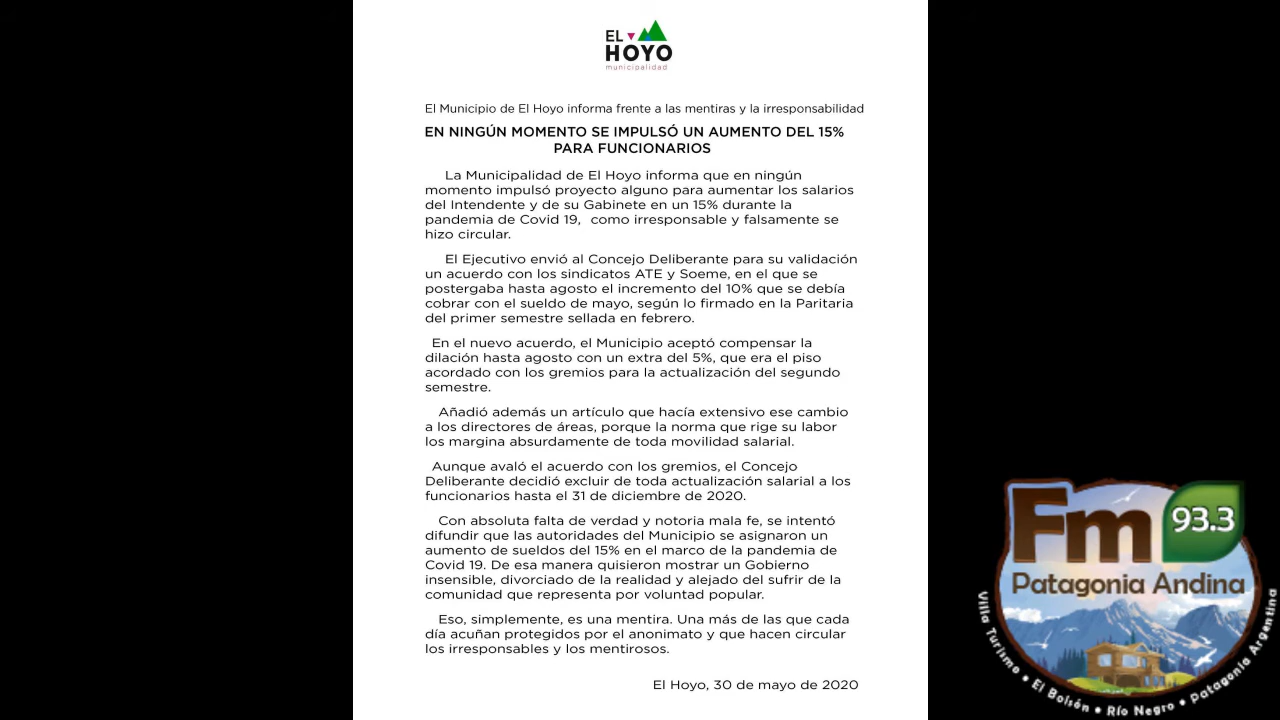 EL
HOYO
municipalidad
El Municipio de El Hoyo informa frente a las mentiras y la irresponsabilidad
EN NINGÚN MOMENTO SE IMPULSÓ UN AUMENTO DEL 15%
PARA FUNCIONARIOS
La Municipalidad de El Hoyo informa que en ningún
momento impulsó proyecto alguno para aumentar los salarios
del Intendente y de su Gabinete en un 15% durante la
pandemia de Covid 19, como irresponsable y falsamente se
hizo circular.
El Ejecutivo envió al Concejo Deliberante para su validación
un acuerdo con los sindicatos ATE y Soeme, en el que se
postergaba hasta agosto el incremento del 10% que se debía
cobrar con el sueldo de mayo, según lo firmado en la Paritaria
del primer semestre sellada en febrero.
En el nuevo acuerdo, el Municipio aceptó compensar la
dilación hasta agosto con un extra del 5%, que era el piso
acordado con los gremios para la actualización del segundo
semestre.
Añadió además un artículo que hacía extensivo ese cambio
a los directores de áreas, porque la norma que rige su labor
los margina absurdamente de toda movilidad salarial.
Aunque avaló el acuerdo con los gremios, el Concejo
Deliberante decidió excluir de toda actualización salarial a los
funcionarios hasta el 31 de diciembre de 2020.
Con absoluta falta de verdad y notoria mala fe, se intentó
difundir que las autoridades del Municipio se asignaron un
aumento de sueldos del 15% en el marco de la pandemia de
Covid 19. De esa manera quisieron mostrar un Gobierno
insensible, divorciado de la realidad y alejado del sufrir de la
comunidad que representa por voluntad popular.
Eso, simplemente, es una mentira. Una más de las que cada
día acuñan protegidos por el anonimato y que hacen circular
los irresponsables y los mentirosos.
El Hoyo, 30 de mayo de 2020
Fm 93.3
Patagonia Andina
Villa Turismo • El Bolsón • Río Negro • Patagonia Argentina